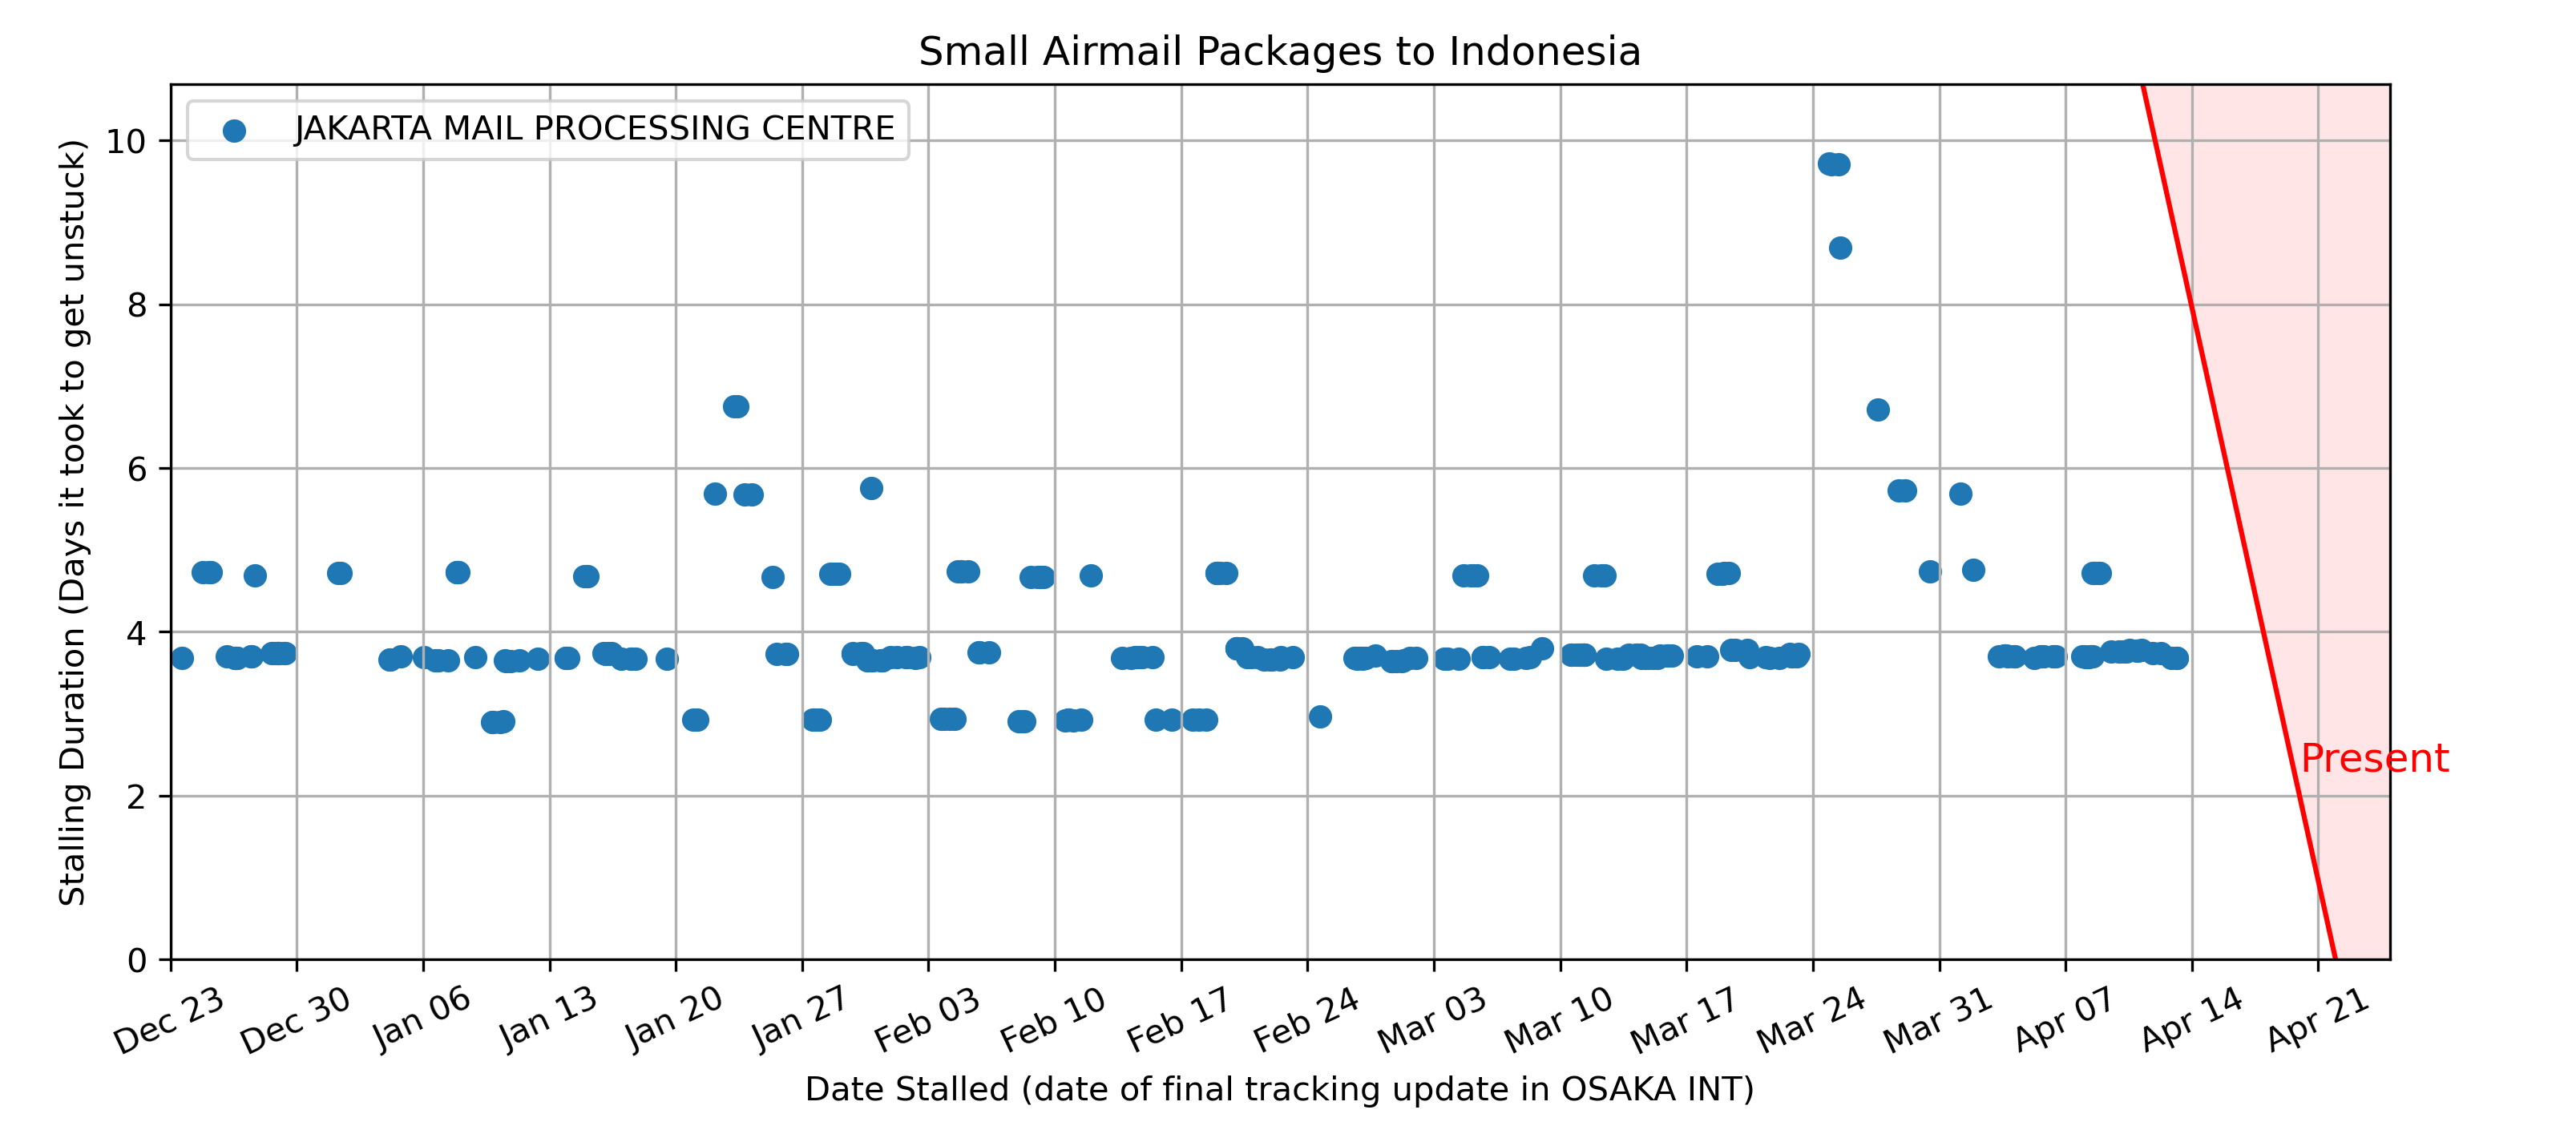 Small Airmail Packages to Indonesia
JAKARTA MAIL PROCESSING CENTRE
Stalling Duration (Days it took to get unstuck)
10
8
6
4
2
0
Present
Dec 23
Dec 30
Jan 06
Jan 13
Jan 20
Jan 27
Feb 03
Feb 10
Feb 17
Feb 24
Mar 03
Mar 10
Mar 17
Mar 24
Mar 31
Apr 07
Apr 14
Apr 21
Date Stalled (date of final tracking update in OSAKA INT)